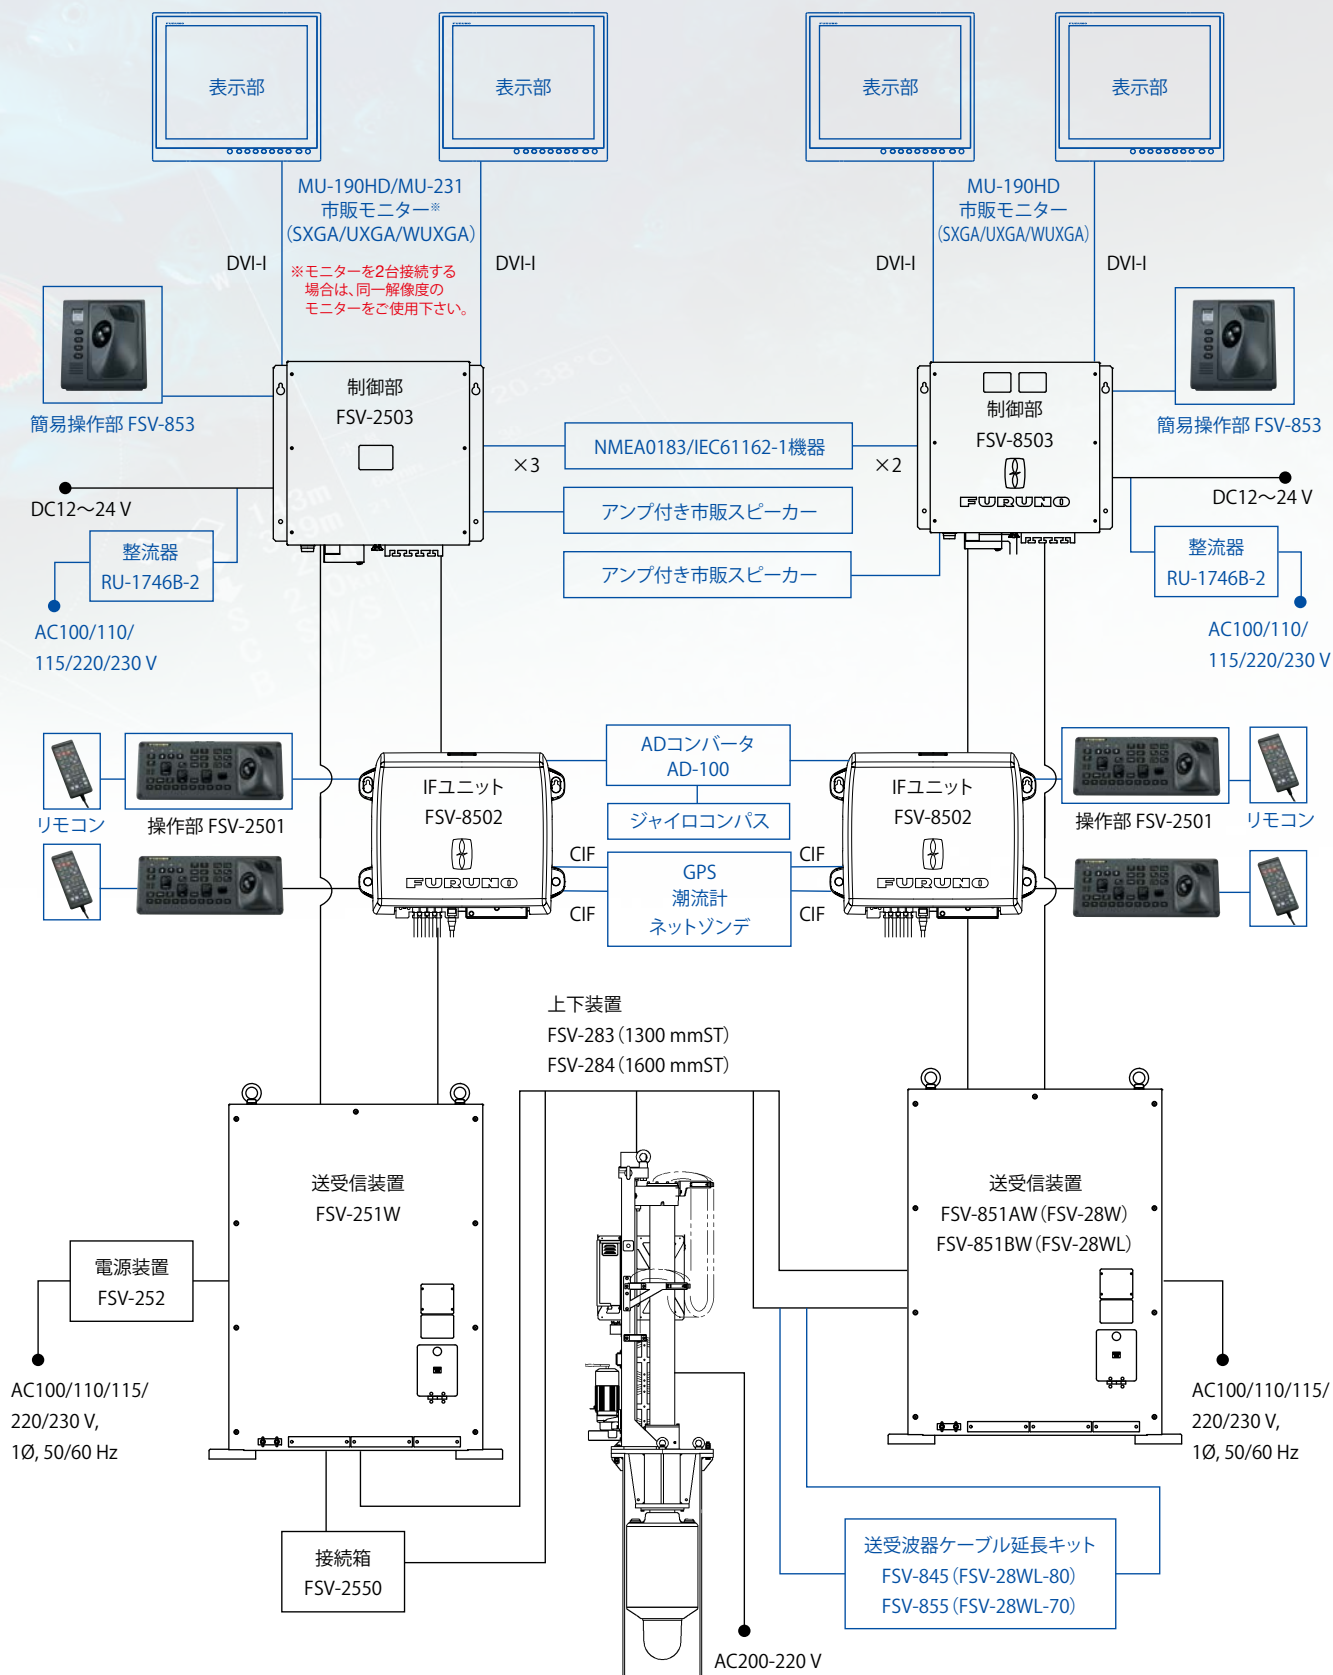 表示部
表示部
表示部
表示部
MU-190HD/MU-231
市販モニター※
(SXGA/UXGA/WUXGA)
MU-190HD
市販モニター
(SXGA/UXGA/WUXGA)
DVI-I
※モニターを2台接続する
場合は、同一解像度の
モニターをご使用下さい。
DVI-I
DVI-I
DVI-I
制御部
FSV-2503
制御部
FSV-8503
FURUNO
簡易操作部 FSV-853
簡易操作部 FSV-853
NMEA0183/IEC61162-1機器
×3
×2
DC12～24 V
DC12～24 V
アンプ付き市販スピーカー
アンプ付き市販スピーカー
整流器
RU-1746B-2
整流器
RU-1746B-2
AC100/110/
115/220/230 V
AC100/110/
115/220/230 V
ADコンバータ
AD-100
IFユニット
FSV-8502
FURUNO
IFユニット
FSV-8502
FURUNO
ジャイロコンパス
リモコン
操作部 FSV-2501
操作部 FSV-2501
リモコン
CIF
CIF
GPS
潮流計
ネットゾンデ
CIF
CIF
上下装置
FSV-283 (1300 mmST)
FSV-284 (1600 mmST)
送受信装置
FSV-251W
送受信装置
FSV-851AW (FSV-28W)
FSV-851BW (FSV-28WL)
電源装置
FSV-252
AC100/110/115/
220/230 V,
1Ø, 50/60 Hz
AC100/110/115/
220/230 V,
1Ø, 50/60 Hz
接続箱
FSV-2550
送受波器ケーブル延長キット
FSV-845 (FSV-28WL-80)
FSV-855 (FSV-28WL-70)
AC200-220 V